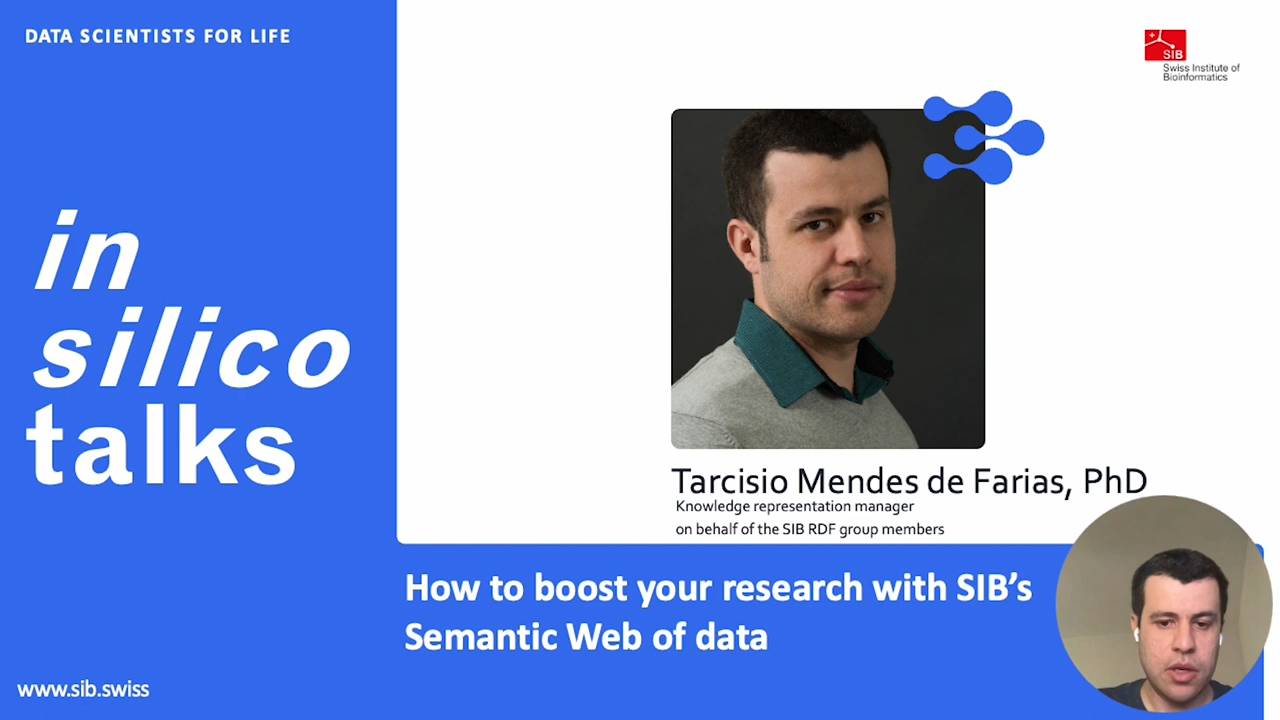 DATA SCIENTISTS FOR LIFE
SIB
Swiss Institute of
Bioinformatics
in
silico
talks
Tarcisio Mendes de Farias, PhD
Knowledge representation manager
on behalf of the SIB RDF group members
How to boost your research with SIB’s
Semantic Web of data
www.sib.swiss